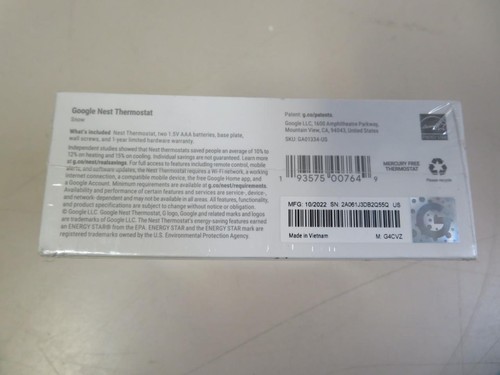 Google Nest Thermostat
Snow
What's included Nest Thermostat, two 1.5V AAA batteries, base plate,
wall screws, and 1-year limited hardware warranty.
Independent studies showed that Nest thermostats saved people an average of 10% to
12% on heating and 15% on cooling. Individual savings are not guaranteed. Learn more
at g.co/nest/realsavings. For full access to features including remote control, mobile
alerts, and software updates, the Nest Thermostat requires a Wi-Fi network, a working
internet connection, a compatible mobile device, the free Google Home app, and
a Google Account. Minimum requirements are available at g.co/nest/requirements.
Availability and performance of certain features and services are service-, device-,
and network- dependent and may not be available in all areas. All features, functionality,
and product specifications are subject to change without notice or obligation.
© Google LLC. Google Nest Thermostat, G logo, Google and related marks and logos
are trademarks of Google LLC. The Google Nest Thermostat's energy-saving features earned
an ENERGY STAR® from the EPA. ENERGY STAR and the ENERGY STAR mark are
registered trademarks owned by the U.S. Environmental Protection Agency.
Patent: g.co/patents
Google LLC, 1600 Amphitheatre Parkway,
Mountain View, CA, 94043, United States
SKU: GA01334-US
1 93575 00764 9
MERCURY FREE
THERMOSTAT
Please recycle
MFG: 10/2022 SN: 2A061J3DB2Q55Q US
Made in Vietnam
M: G4CVZ